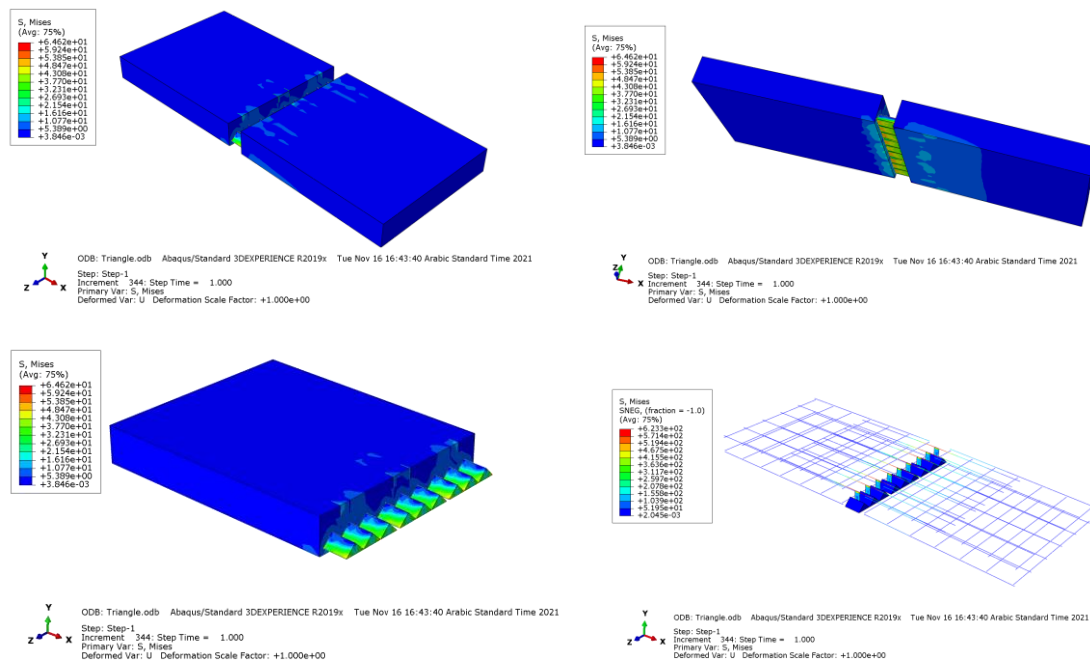 S, Mises
(Avg: 75%)
+6.462e+01
+5.924e+01
+5.385e+01
+4.847e+01
+4.308e+01
+3.770e+01
+3.231e+01
+2.693e+01
+2.154e+01
+1.616e+01
+1.077e+01
+5.389e+00
+3.846e-03
Y
Z
X
ODB: Triangle.odb Abaqus/Standard 3DEXPERIENCE R2019x Tue Nov 16 16:43:40 Arabic Standard Time 2021
Step: Step-1
Increment 344: Step Time = 1.000
Primary Var: S, Mises
Deformed Var: U Deformation Scale Factor: +1.000e+00
S, Mises
(Avg: 75%)
+6.462e+01
+5.924e+01
+5.385e+01
+4.847e+01
+4.308e+01
+3.770e+01
+3.231e+01
+2.693e+01
+2.154e+01
+1.616e+01
+1.077e+01
+5.389e+00
+3.846e-03
Y
Z
X
ODB: Triangle.odb Abaqus/Standard 3DEXPERIENCE R2019x Tue Nov 16 16:43:40 Arabic Standard Time 2021
Step: Step-1
Increment 344: Step Time = 1.000
Primary Var: S, Mises
Deformed Var: U Deformation Scale Factor: +1.000e+00
S, Mises
(Avg: 75%)
+6.462e+01
+5.924e+01
+5.385e+01
+4.847e+01
+4.308e+01
+3.770e+01
+3.231e+01
+2.693e+01
+2.154e+01
+1.616e+01
+1.077e+01
+5.389e+00
+3.846e-03
Y
Z
X
ODB: Triangle.odb Abaqus/Standard 3DEXPERIENCE R2019x Tue Nov 16 16:43:40 Arabic Standard Time 2021
Step: Step-1
Increment 344: Step Time = 1.000
Primary Var: S, Mises
Deformed Var: U Deformation Scale Factor: +1.000e+00
S, Mises
SNEG, (fraction = -1.0)
(Avg: 75%)
+6.233e+02
+5.714e+02
+5.194e+02
+4.675e+02
+4.155e+02
+3.636e+02
+3.117e+02
+2.597e+02
+2.078e+02
+1.558e+02
+1.039e+02
+5.195e+01
+2.045e-03
Y
Z
X
ODB: Triangle.odb Abaqus/Standard 3DEXPERIENCE R2019x Tue Nov 16 16:43:40 Arabic Standard Time 2021
Step: Step-1
Increment 344: Step Time = 1.000
Primary Var: S, Mises
Deformed Var: U Deformation Scale Factor: +1.000e+00